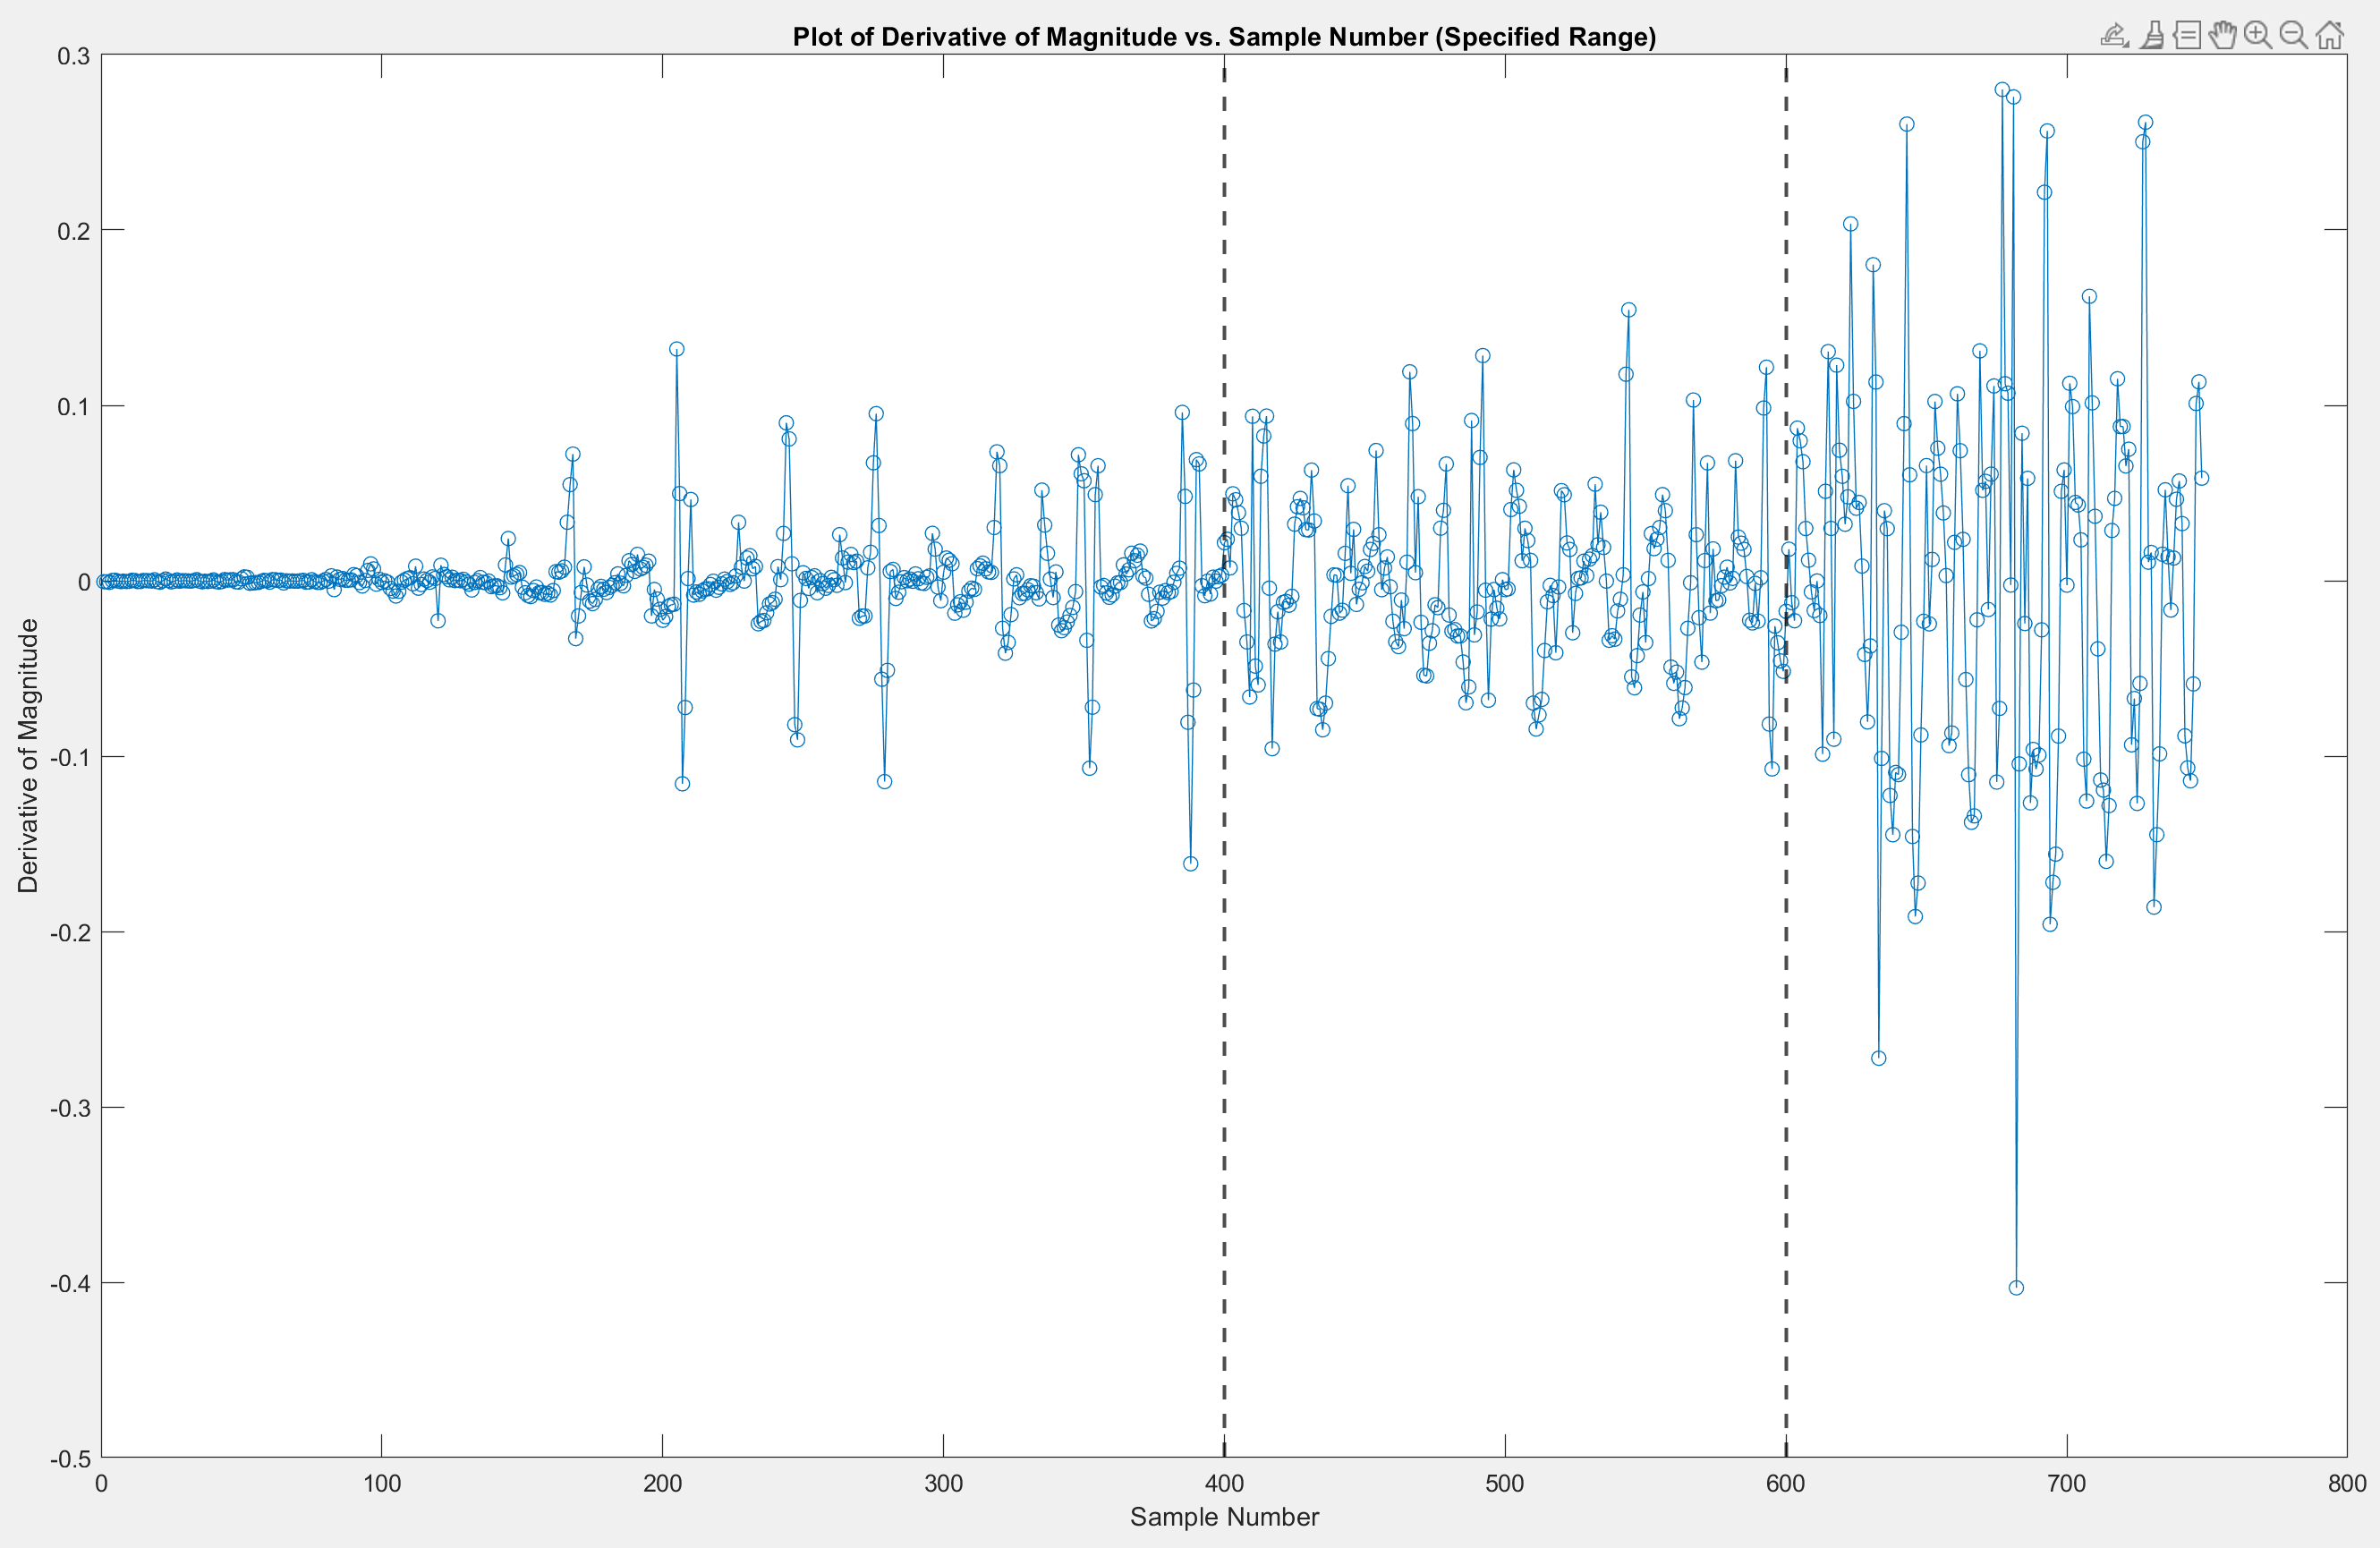 Plot of Derivative of Magnitude vs. Sample Number (Specified Range)
0.3
0.2
0.1
0
-0.1
-0.2
-0.3
-0.4
-0.5
Derivative of Magnitude
0 100 200 300 400 500 600 700 800
Sample Number